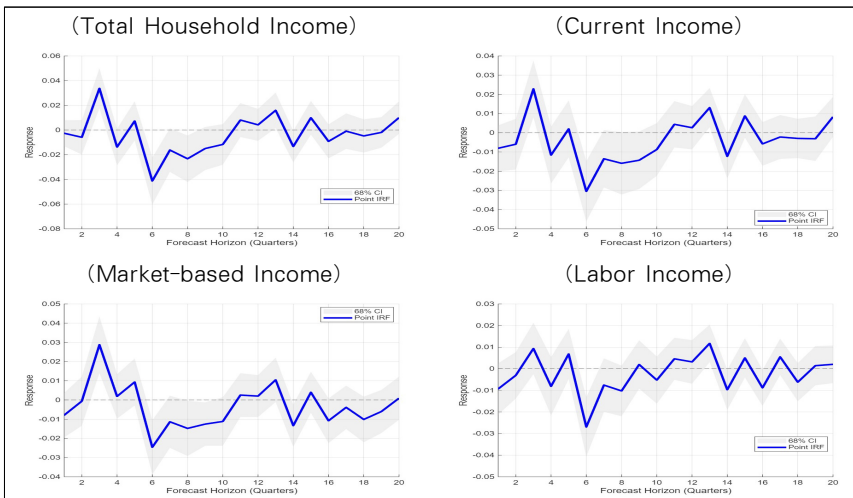 (Total Household Income)
0.06
0.04
0.02
0
-0.02
-0.04
-0.06
-0.08
Response
68% CI
Point IRF
2 4 6 8 10 12 14 16 18 20
Forecast Horizon (Quarters)
(Current Income)
0.04
0.03
0.02
0.01
0
-0.01
-0.02
-0.03
-0.04
-0.05
Response
68% CI
Point IRF
2 4 6 8 10 12 14 16 18 20
Forecast Horizon (Quarters)
(Market-based Income)
0.05
0.04
0.03
0.02
0.01
0
-0.01
-0.02
-0.03
-0.04
Response
68% CI
Point IRF
2 4 6 8 10 12 14 16 18 20
Forecast Horizon (Quarters)
(Labor Income)
0.03
0.02
0.01
0
-0.01
-0.02
-0.03
-0.04
-0.05
Response
68% CI
Point IRF
2 4 6 8 10 12 14 16 18 20
Forecast Horizon (Quarters)